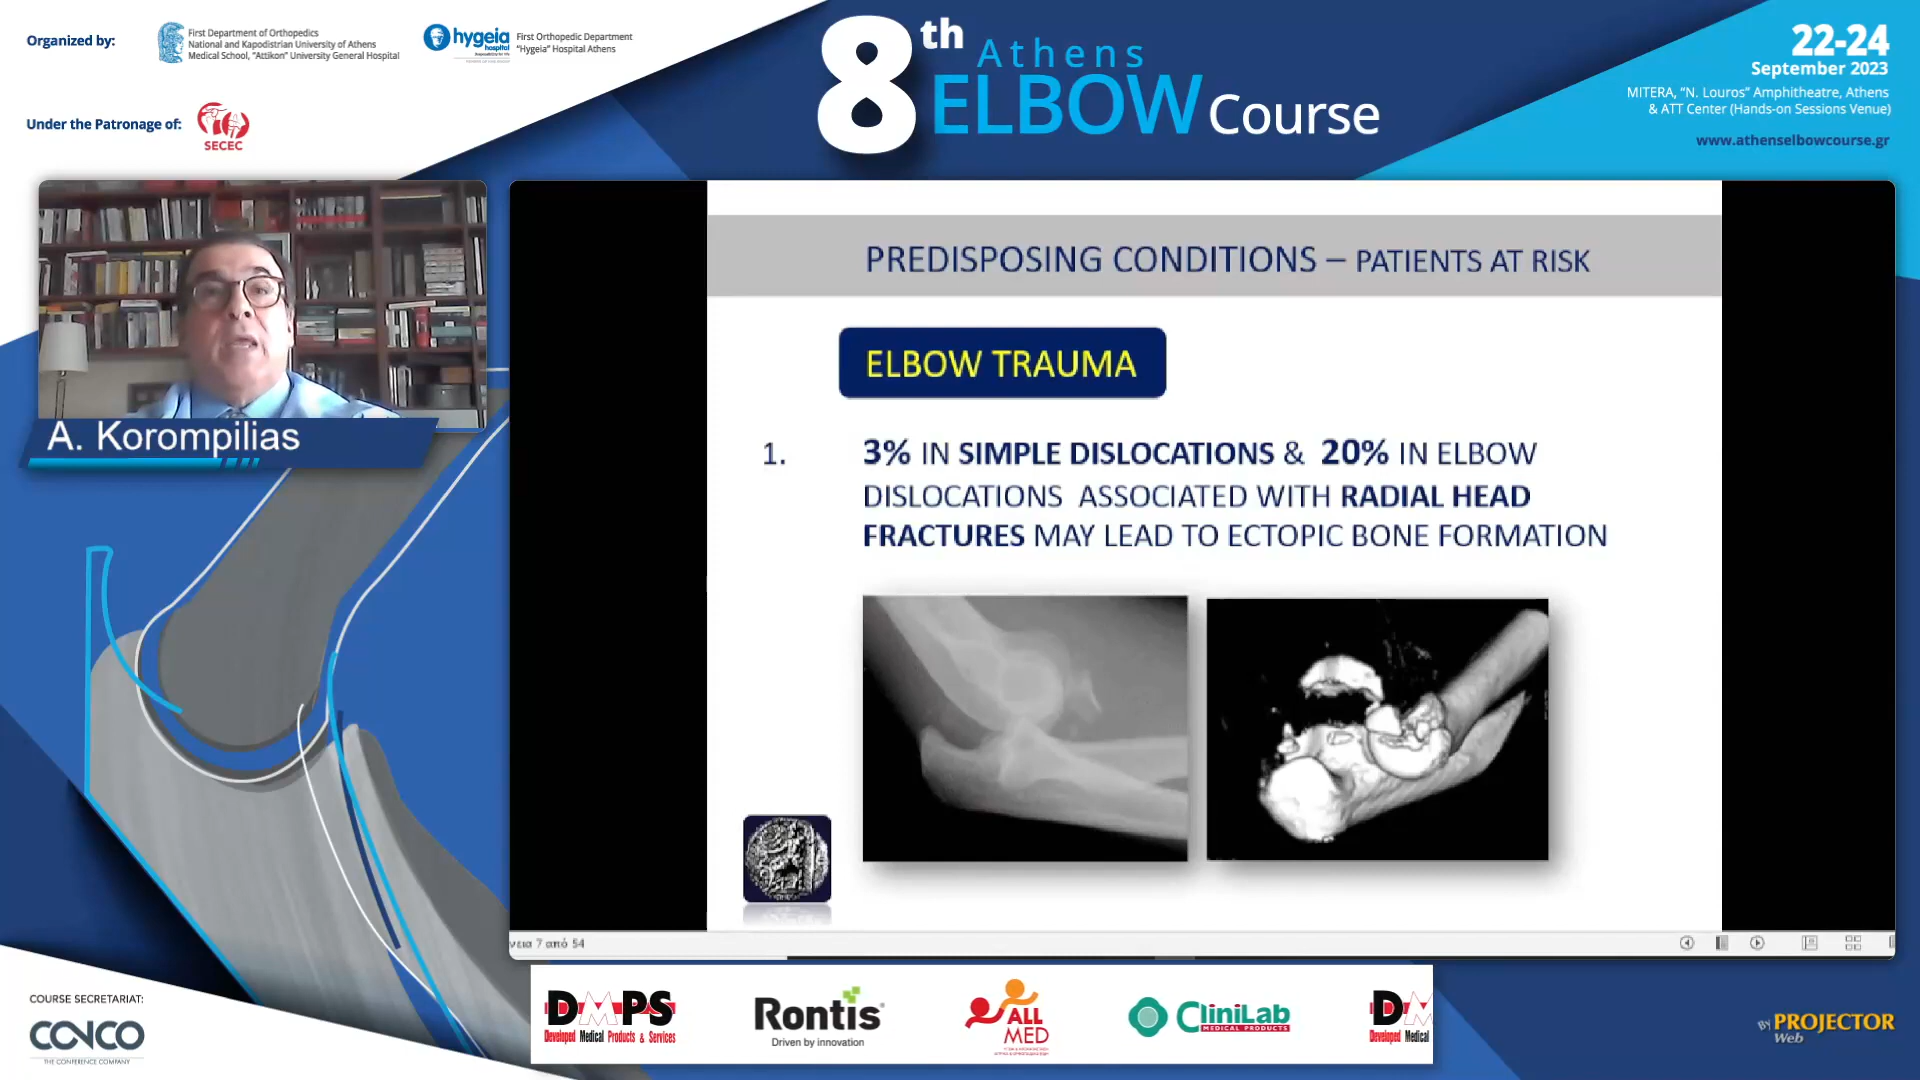 Organized by:
First Department of Orthopedics
National and Kapodistrian University of Athens
Medical School, "Attikon" University General Hospital
hygeia
hospital
First Orthopedic Department
"Hygeia" Hospital Athens
Under the Patronage of:
SECEC
8th Athens
ELBOW Course
22-24
September 2023
MITERA, "N. Louros" Amphitheatre, Athens
& ATT Center (Hands-on Sessions Venue)
www.athenselbowcourse.gr
A. Korompilias
PREDISPOSING CONDITIONS – PATIENTS AT RISK
ELBOW TRAUMA
1. 3% IN SIMPLE DISLOCATIONS & 20% IN ELBOW
DISLOCATIONS ASSOCIATED WITH RADIAL HEAD
FRACTURES MAY LEAD TO ECTOPIC BONE FORMATION
νεια 7 από 54
COURSE SECRETARIAT:
CONCO
THE CONFERENCE COMPANY
DMPS
Developed Medical Products & Services
Rontis
Driven by innovation
ALL
MED
CliniLab
MEDICAL PRODUCTS
DM
Developed Medical
By PROJECTOR
Web